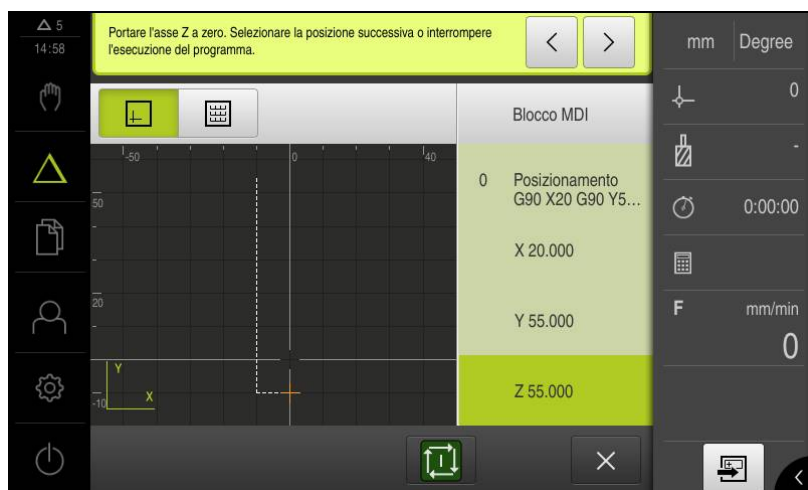 5
14:58
Portare l'asse Z a zero. Selezionare la posizione successiva o interrompere
l'esecuzione del programma.
mm
Degree
0
-
0:00:00
F
mm/min
0
Blocco MDI
0
Posizionamento
G90 X20 G90 Y5...
X 20.000
Y 55.000
Z 55.000
-50
0
40
50
20
-10
Y
X